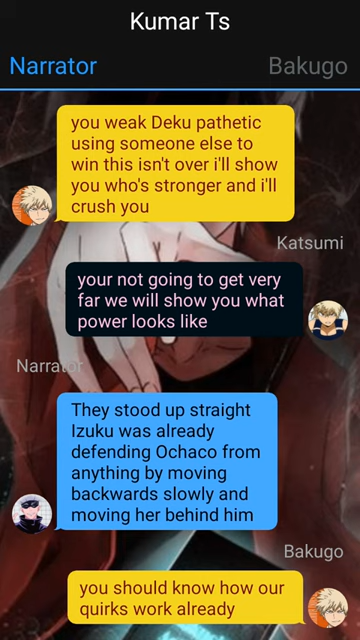 Kumar Ts
Narrator
Bakugo
you weak Deku pathetic
using someone else to
win this isn't over i'll show
you who's stronger and i'll
crush you
Katsumi
your not going to get very
far we will show you what
power looks like
Narrator
They stood up straight
Izuku was already
defending Ochaco from
anything by moving
backwards slowly and
moving her behind him
Bakugo
you should know how our
quirks work already